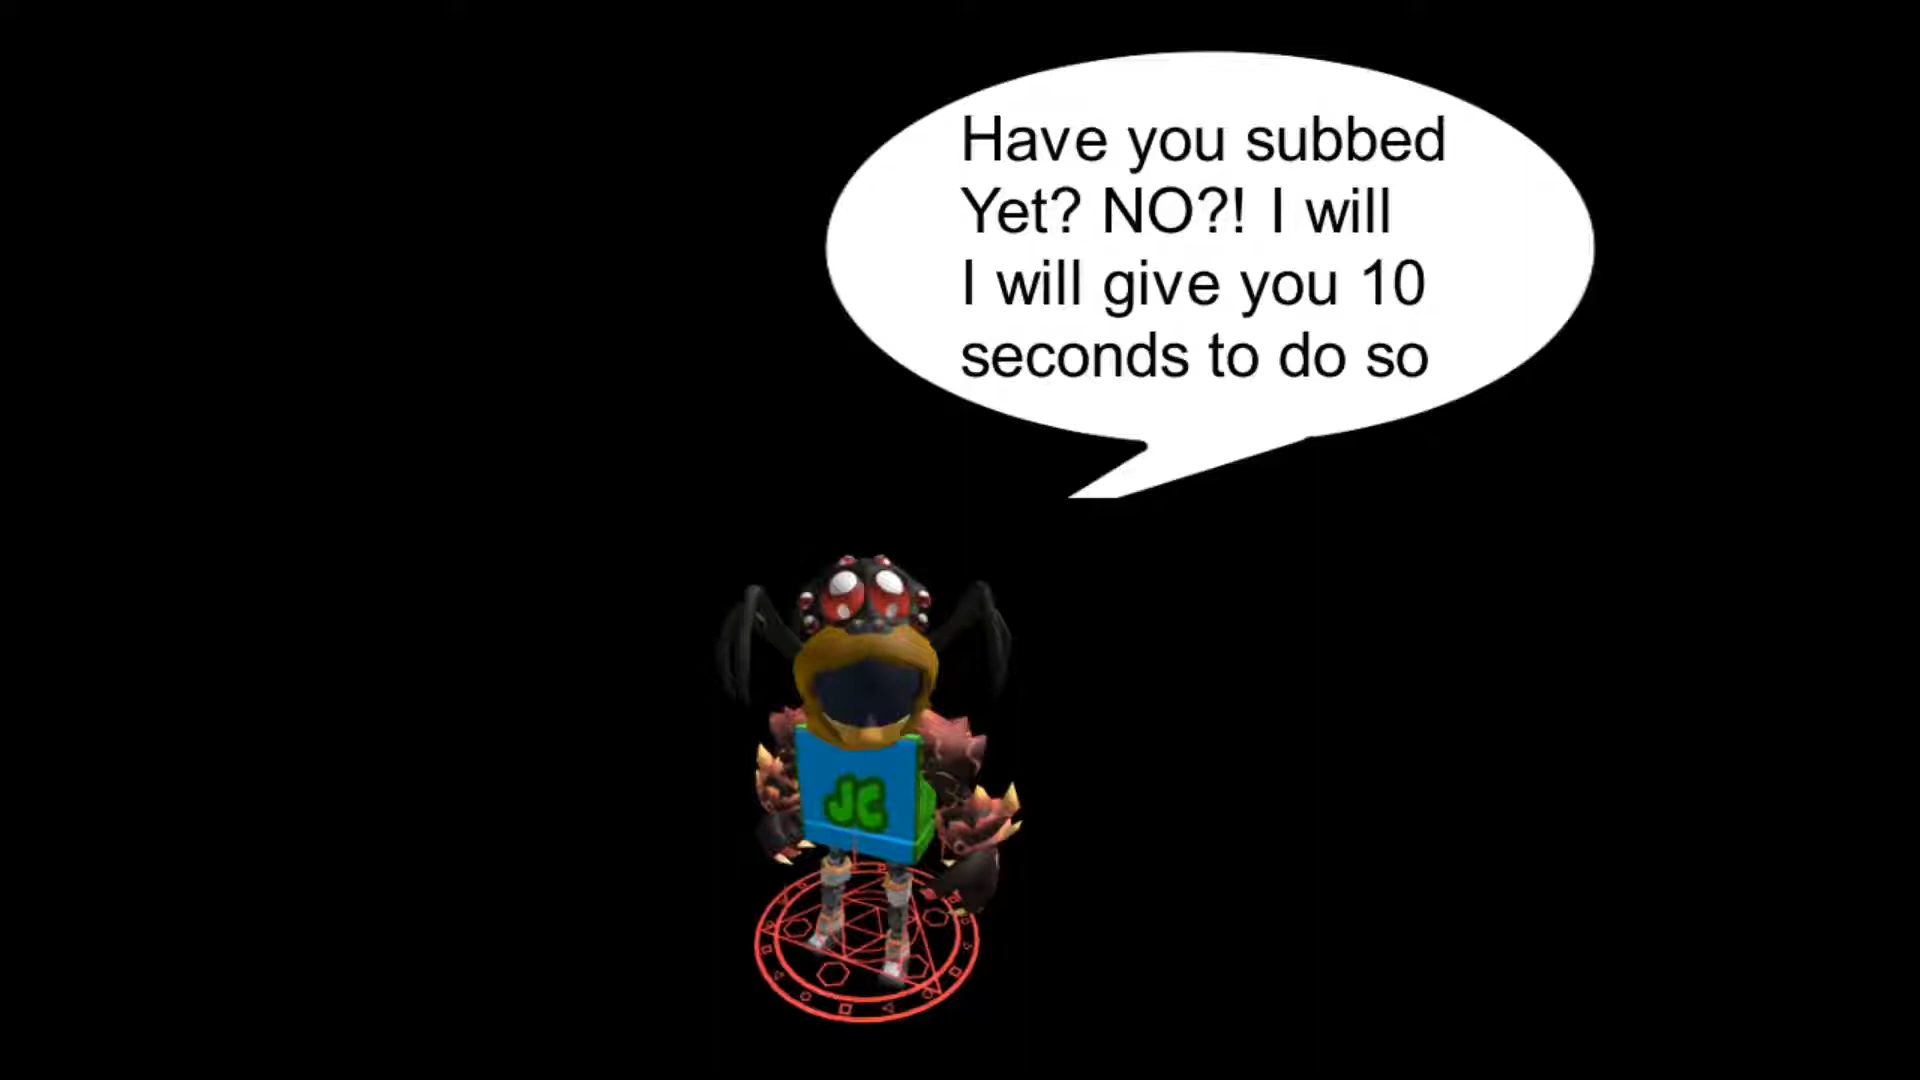 Have you subbed
Yet? NO?! I will
I will give you 10
seconds to do so
JC